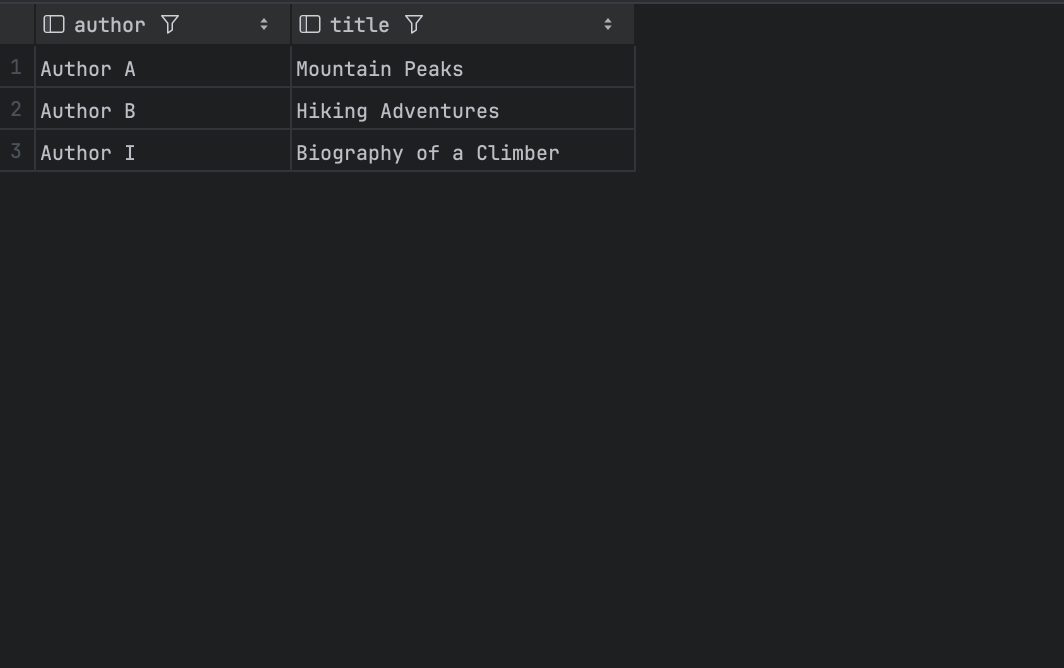 author title
1 Author A Mountain Peaks
2 Author B Hiking Adventures
3 Author I Biography of a Climber